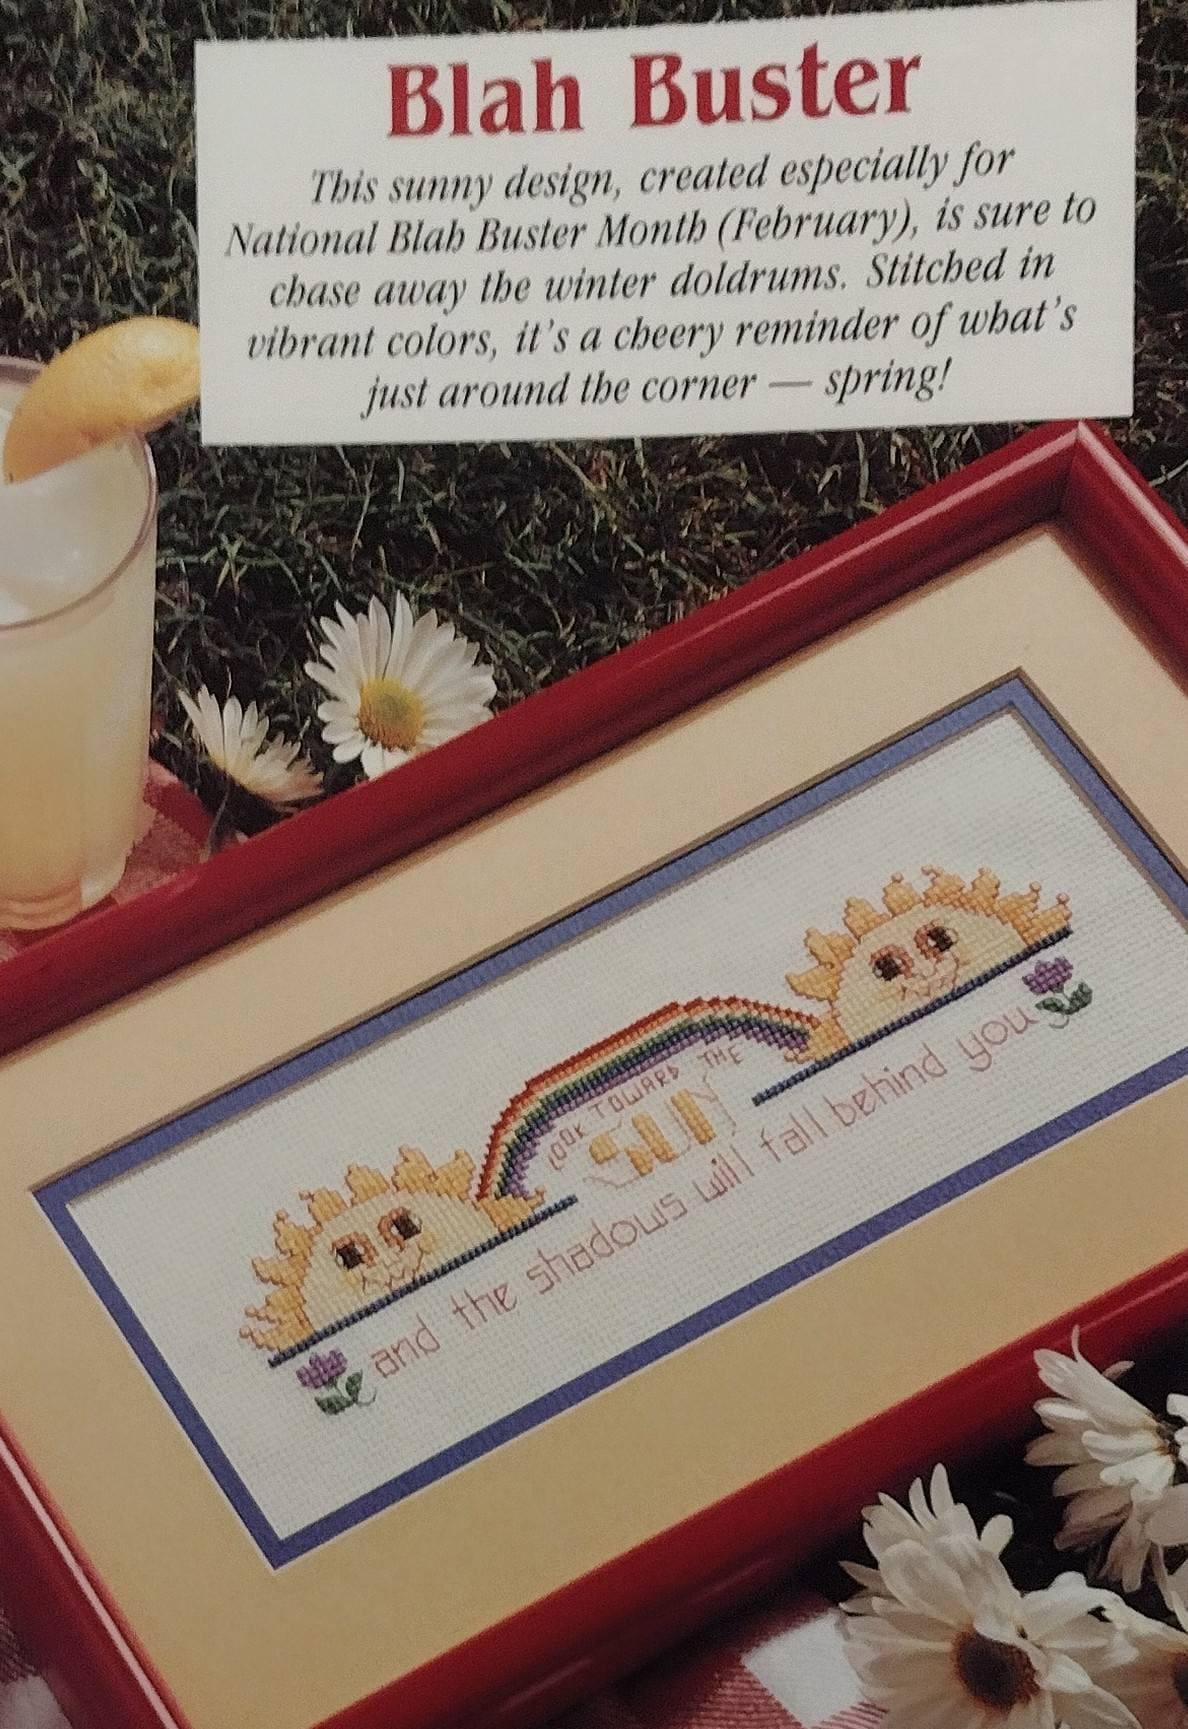 Blah Buster
This sunny design, created especially for
National Blah Buster Month (February), is sure to
chase away the winter doldrums. Stitched in
vibrant colors, it's a cheery reminder of what's
just around the corner — spring!
LOOK TOWARD THE
SUN
and the shadows will fall behind you